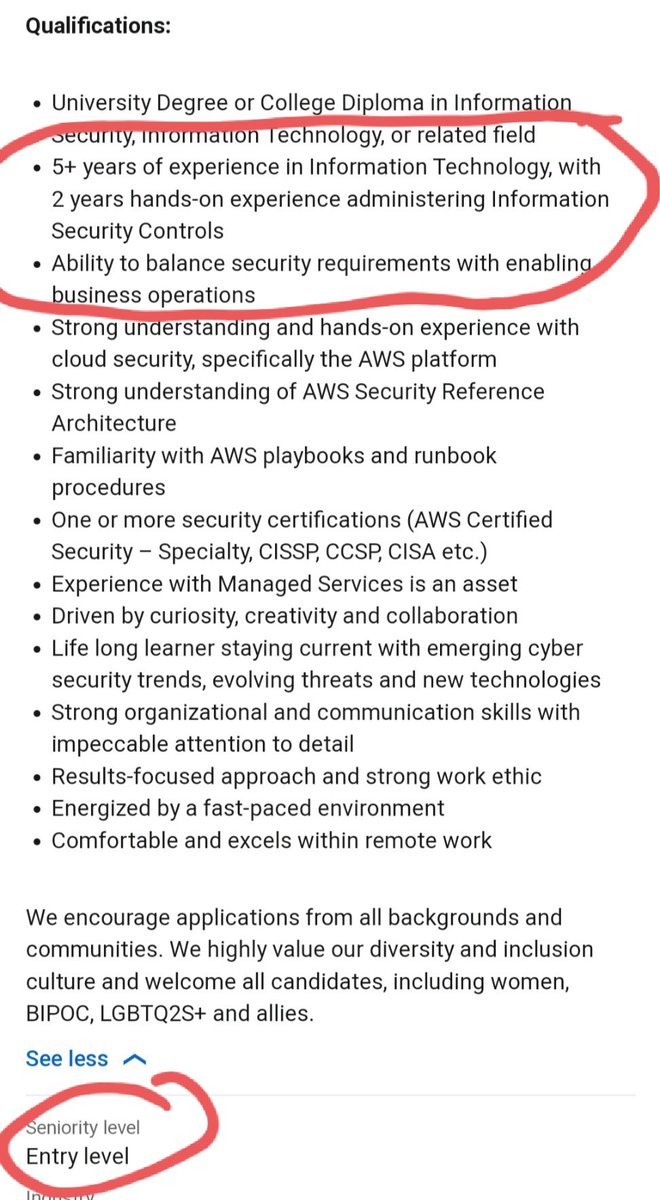 Qualifications:
• University Degree or College Diploma in Information
Security, Information Technology, or related field
• 5+ years of experience in Information Technology, with
2 years hands-on experience administering Information
Security Controls
• Ability to balance security requirements with enabling
business operations
• Strong understanding and hands-on experience with
cloud security, specifically the AWS platform
• Strong understanding of AWS Security Reference
Architecture
• Familiarity with AWS playbooks and runbook
procedures
• One or more security certifications (AWS Certified
Security – Specialty, CISSP, CCSP, CISA etc.)
• Experience with Managed Services is an asset
• Driven by curiosity, creativity and collaboration
• Life long learner staying current with emerging cyber
security trends, evolving threats and new technologies
• Strong organizational and communication skills with
impeccable attention to detail
• Results-focused approach and strong work ethic
• Energized by a fast-paced environment
• Comfortable and excels within remote work
We encourage applications from all backgrounds and
communities. We highly value our diversity and inclusion
culture and welcome all candidates, including women,
BIPOC, LGBTQ2S+ and allies.
See less
Seniority level
Entry level